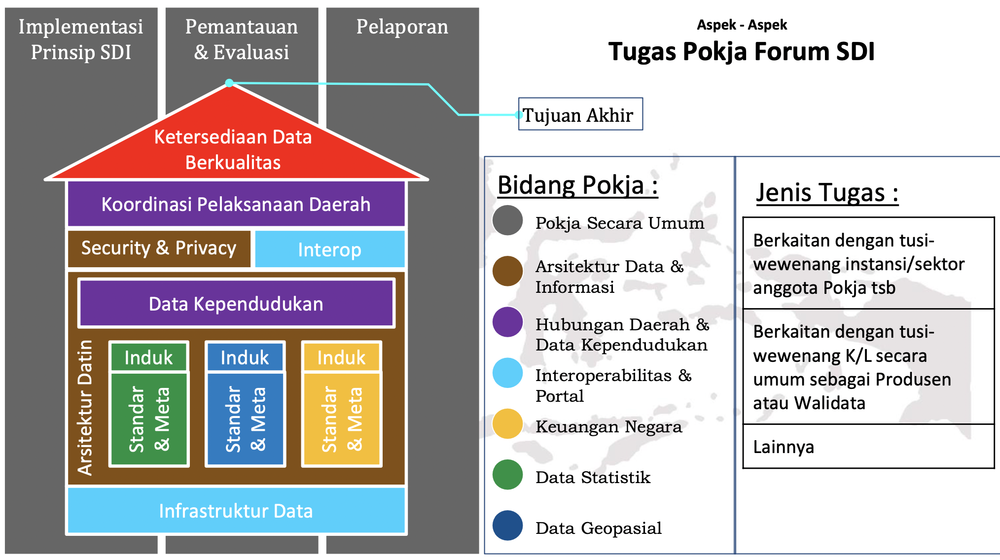 Implementasi
Prinsip SDI
Pemantauan
& Evaluasi
Pelaporan
Aspek - Aspek
Tugas Pokja Forum SDI
Tujuan Akhir
Ketersediaan Data
Berkualitas
Koordinasi Pelaksanaan Daerah
Security & Privacy
Interop
Data Kependudukan
Arsitektur Datin
Induk
Standar
& Meta
Induk
Standar
& Meta
Induk
Standar
& Meta
Infrastruktur Data
Bidang Pokja :
Pokja Secara Umum
Arsitektur Data &
Informasi
Hubungan Daerah &
Data Kependudukan
Interoperabilitas &
Portal
Keuangan Negara
Data Statistik
Data Geopasial
Jenis Tugas :
Berkaitan dengan tusi-
wewenang instansi/sektor
anggota Pokja tsb
Berkaitan dengan tusi-
wewenang K/L secara
umum sebagai Produsen
atau Walidata
Lainnya